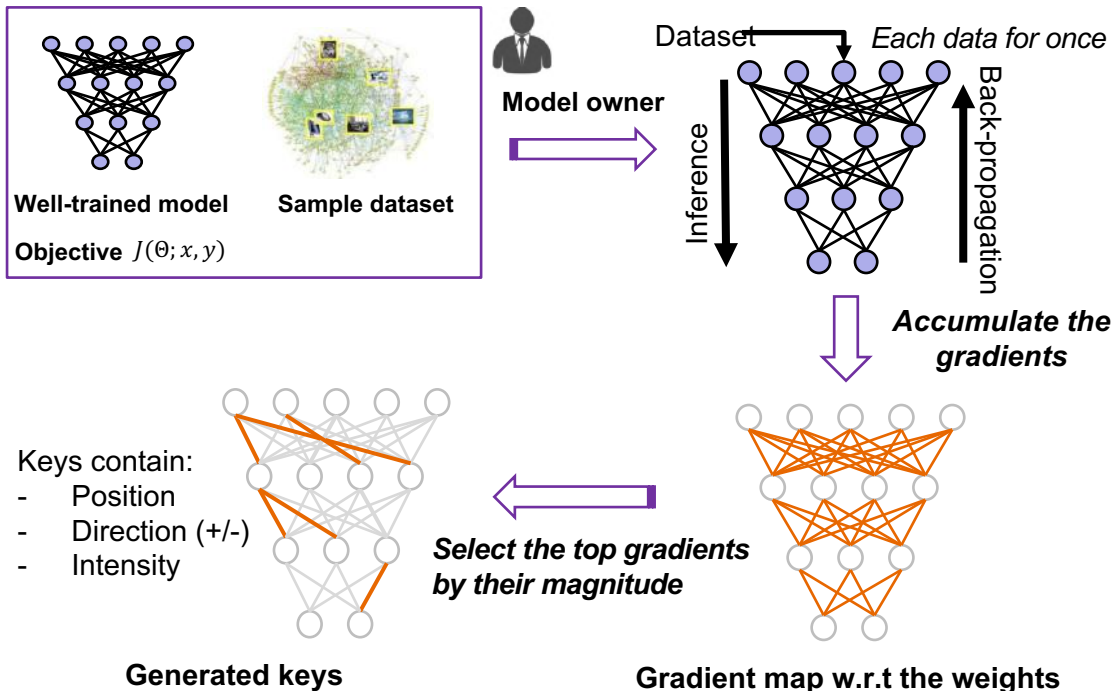 Well-trained model
Sample dataset
Objective J(Θ; x, y)
Model owner
Dataset
Each data for once
Inference
Back-propagation
Accumulate the
gradients
Keys contain:
- Position
- Direction (+/-)
- Intensity
Select the top gradients
by their magnitude
Generated keys
Gradient map w.r.t the weights